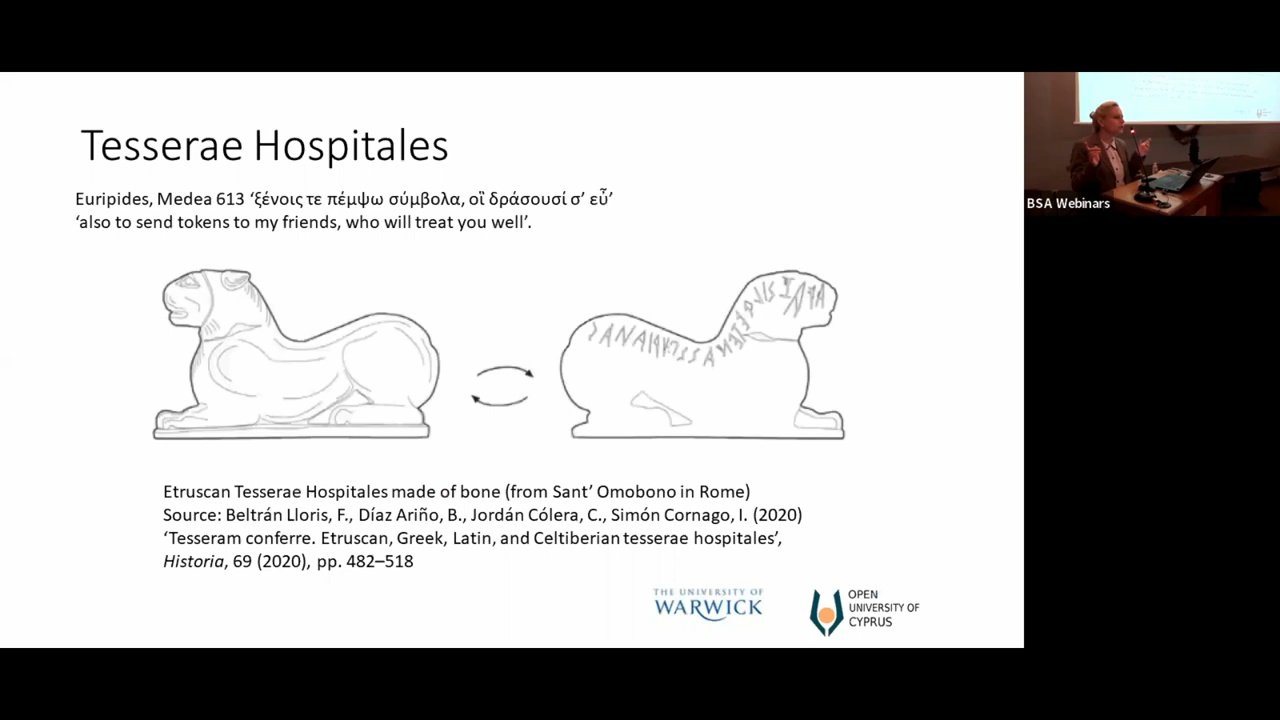 Tesserae Hospitales
Euripides, Medea 613 ‘ξένοις τε πέμψω σύμβολα, οἳ δράσουσί σ’ εὖ’
‘also to send tokens to my friends, who will treat you well’.
Etruscan Tesserae Hospitales made of bone (from Sant’ Omobono in Rome)
Source: Beltrán Lloris, F., Díaz Ariño, B., Jordán Cólera, C., Simón Cornago, I. (2020)
‘Tesseram conferre. Etruscan, Greek, Latin, and Celtiberian tesserae hospitales’,
Historia, 69 (2020), pp. 482–518
THE UNIVERSITY OF
WARWICK
OPEN
UNIVERSITY OF
CYPRUS
BSA Webinars